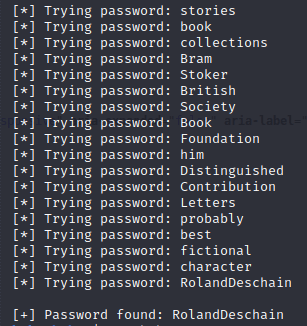 [*] Trying password: stories
[*] Trying password: book
[*] Trying password: collections
[*] Trying password: Bram
[*] Trying password: Stoker
[*] Trying password: British
[*] Trying password: Society
[*] Trying password: Book
[*] Trying password: Foundation
[*] Trying password: him
[*] Trying password: Distinguished
[*] Trying password: Contribution
[*] Trying password: Letters
[*] Trying password: probably
[*] Trying password: best
[*] Trying password: fictional
[*] Trying password: character
[*] Trying password: RolandDeschain
[+] Password found: RolandDeschain